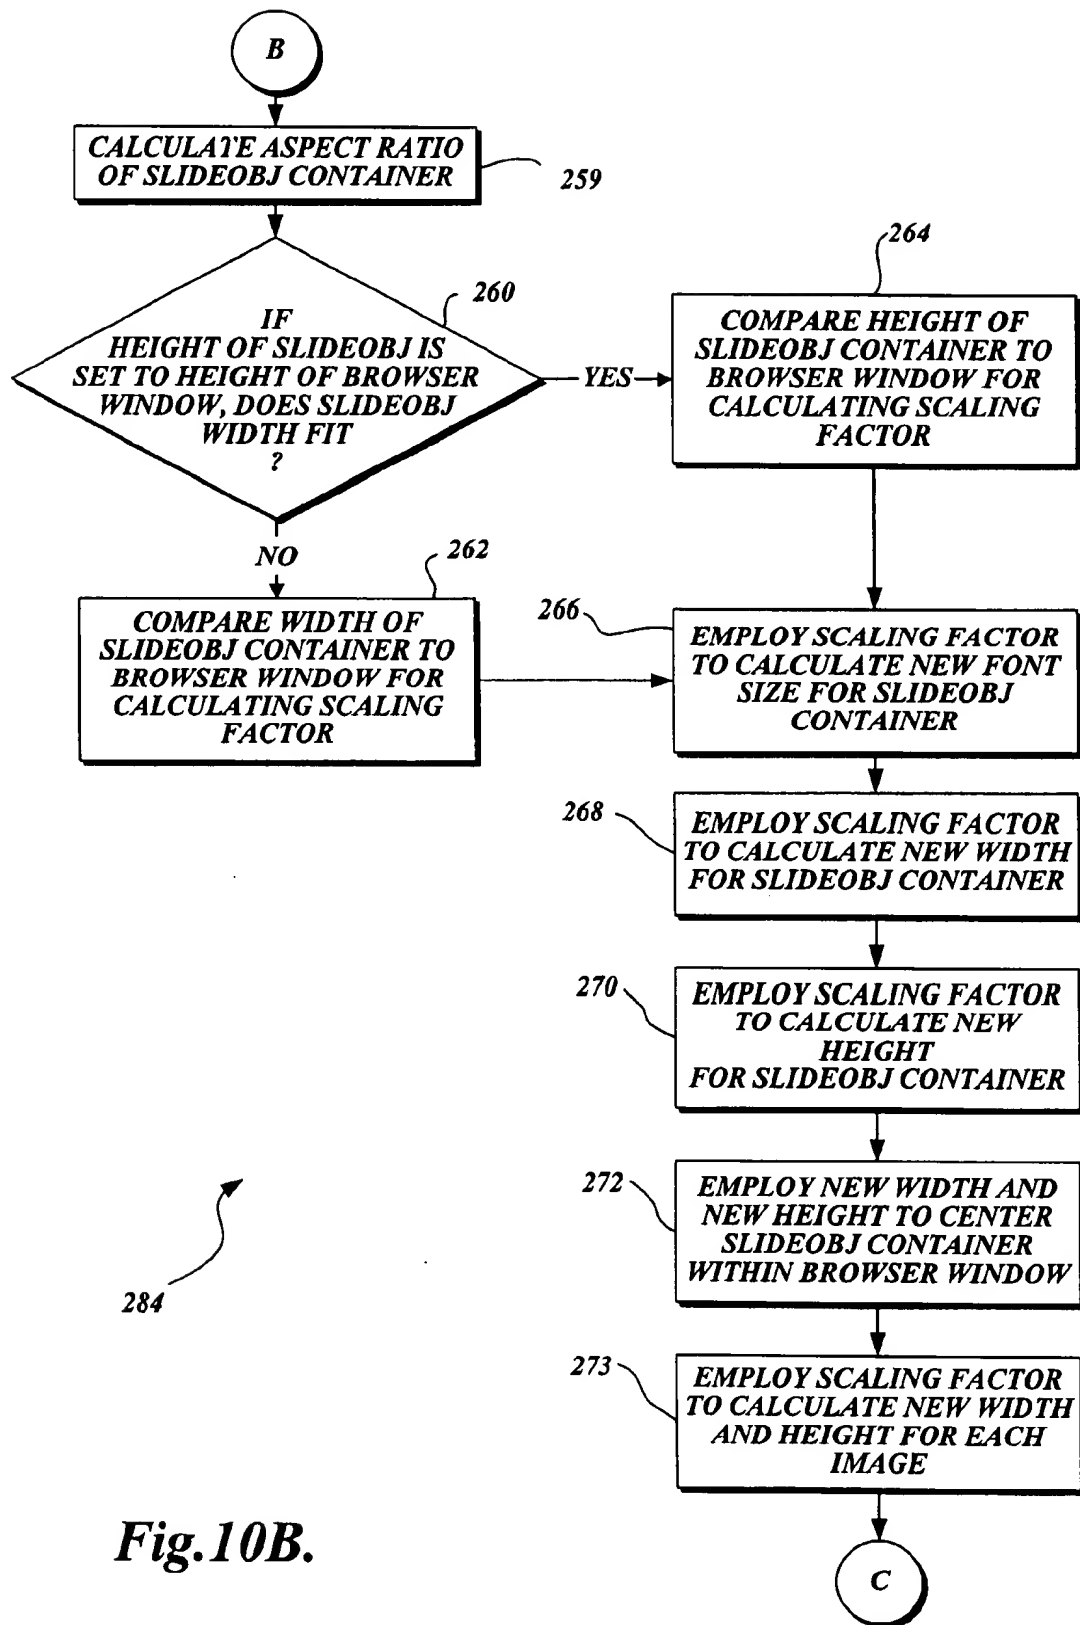 B
CALCULATE ASPECT RATIO
OF SLIDEOBJ CONTAINER
259
IF
HEIGHT OF SLIDEOBJ IS
SET TO HEIGHT OF BROWSER
WINDOW, DOES SLIDEOBJ
WIDTH FIT
?
260
YES
264
COMPARE HEIGHT OF
SLIDEOBJ CONTAINER TO
BROWSER WINDOW FOR
CALCULATING SCALING
FACTOR
NO
262
COMPARE WIDTH OF
SLIDEOBJ CONTAINER TO
BROWSER WINDOW FOR
CALCULATING SCALING
FACTOR
266
EMPLOY SCALING FACTOR
TO CALCULATE NEW FONT
SIZE FOR SLIDEOBJ
CONTAINER
268
EMPLOY SCALING FACTOR
TO CALCULATE NEW WIDTH
FOR SLIDEOBJ CONTAINER
270
EMPLOY SCALING FACTOR
TO CALCULATE NEW
HEIGHT
FOR SLIDEOBJ CONTAINER
272
EMPLOY NEW WIDTH AND
NEW HEIGHT TO CENTER
SLIDEOBJ CONTAINER
WITHIN BROWSER WINDOW
284
273
EMPLOY SCALING FACTOR
TO CALCULATE NEW WIDTH
AND HEIGHT FOR EACH
IMAGE
C
Fig.10B.